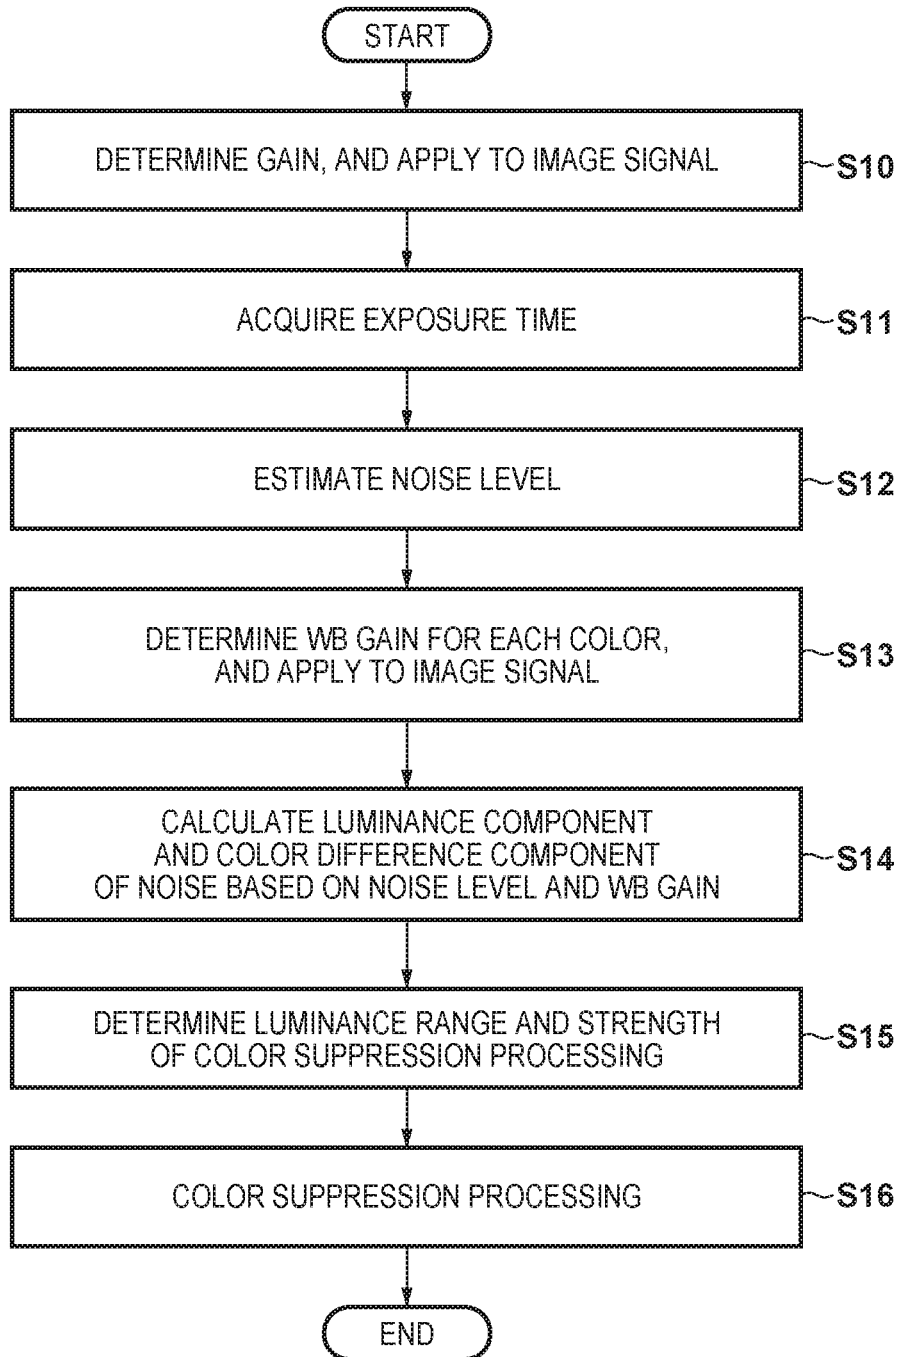 START
DETERMINE GAIN, AND APPLY TO IMAGE SIGNAL
S10
ACQUIRE EXPOSURE TIME
S11
ESTIMATE NOISE LEVEL
S12
DETERMINE WB GAIN FOR EACH COLOR,
AND APPLY TO IMAGE SIGNAL
S13
CALCULATE LUMINANCE COMPONENT
AND COLOR DIFFERENCE COMPONENT
OF NOISE BASED ON NOISE LEVEL AND WB GAIN
S14
DETERMINE LUMINANCE RANGE AND STRENGTH
OF COLOR SUPPRESSION PROCESSING
S15
COLOR SUPPRESSION PROCESSING
S16
END